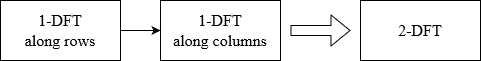 1-DFT
along rows
1-DFT
along columns
2-DFT